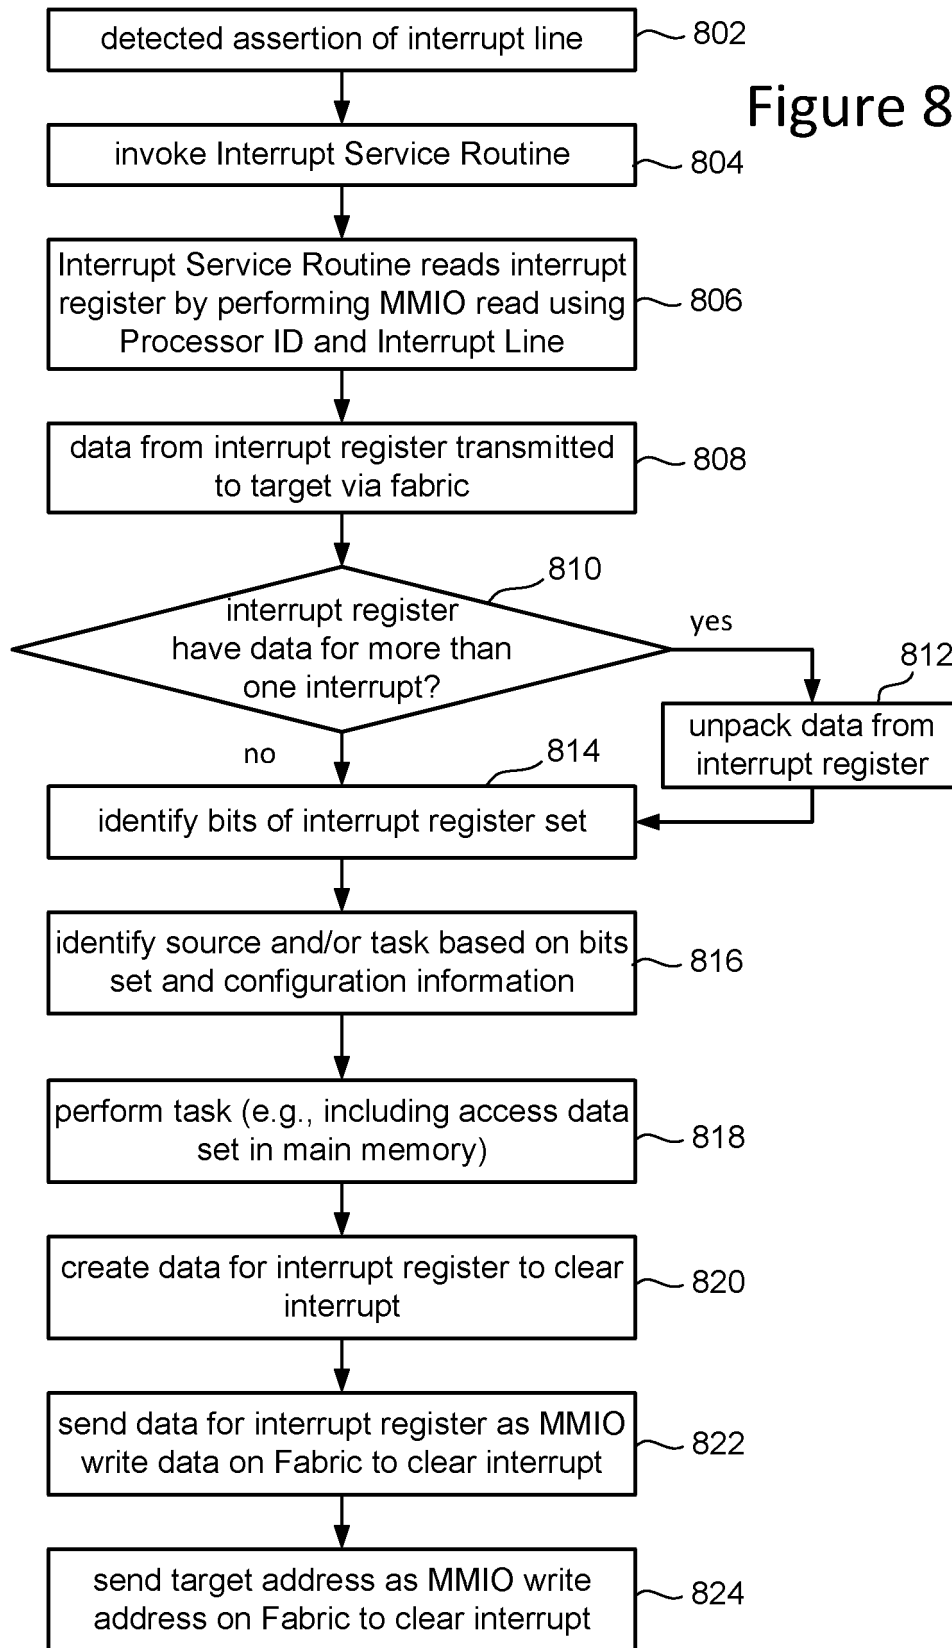 detected assertion of interrupt line
802
Figure 8
invoke Interrupt Service Routine
804
Interrupt Service Routine reads interrupt
register by performing MMIO read using
Processor ID and Interrupt Line
806
data from interrupt register transmitted
to target via fabric
808
810
interrupt register
have data for more than
one interrupt?
yes
812
unpack data from
interrupt register
no
814
identify bits of interrupt register set
identify source and/or task based on bits
set and configuration information
816
perform task (e.g., including access data
set in main memory)
818
create data for interrupt register to clear
interrupt
820
send data for interrupt register as MMIO
write data on Fabric to clear interrupt
822
send target address as MMIO write
address on Fabric to clear interrupt
824